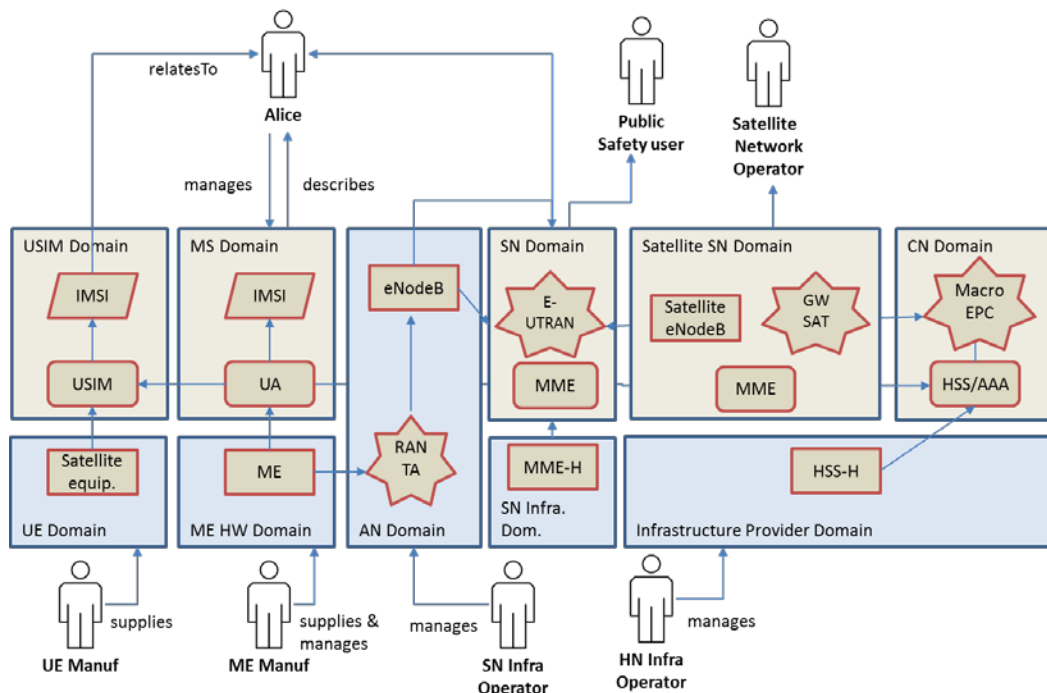 relatesTo
Alice
Public
Safety user
Satellite
Network
Operator
manages
describes
USIM Domain
MS Domain
SN Domain
Satellite SN Domain
CN Domain
IMSI
IMSI
eNodeB
E-
UTRAN
Satellite
eNodeB
GW
SAT
Macro
EPC
USIM
UA
MME
MME
HSS/AAA
Satellite
equip.
ME
RAN
TA
MME-H
HSS-H
UE Domain
ME HW Domain
AN Domain
SN Infra.
Dom.
Infrastructure Provider Domain
supplies
supplies &
manages
manages
manages
UE Manuf
ME Manuf
SN Infra
Operator
HN Infra
Operator